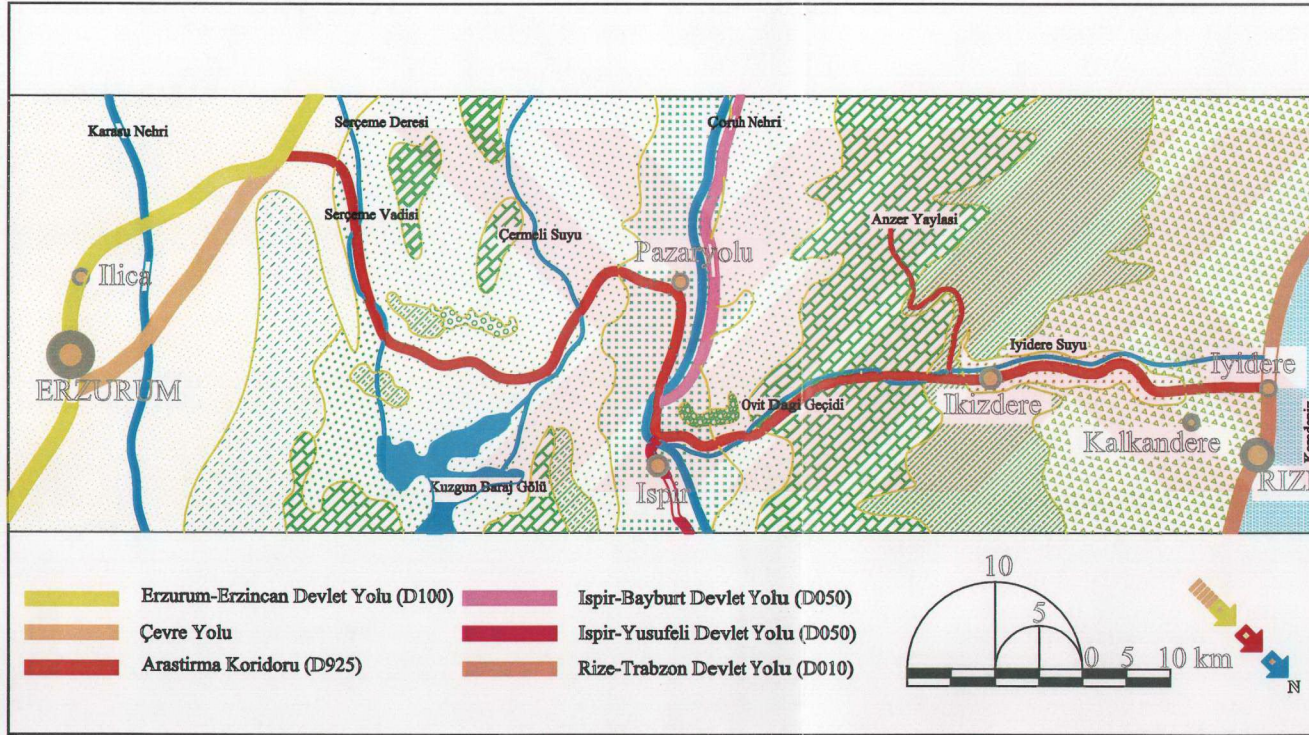 Karasu Nehri
Serçeme Deresi
Çoruh Nehri
Serçeme Vadisi
Çermeli Suyu
Anzer Yaylasi
Pazaryolu
Ilica
ERZURUM
Iyidere Suyu
Iyidere
Ikizdere
Ovit Dagi Geçidi
Kalkandere
Kuzgun Baraj Gölü
Ispir
Erzurum-Erzincan Devlet Yolu (D100)
Çevre Yolu
Arastirma Koridoru (D925)
Ispir-Bayburt Devlet Yolu (D050)
Ispir-Yusufeli Devlet Yolu (D050)
Rize-Trabzon Devlet Yolu (D010)
10
5
0 5 10 km
N